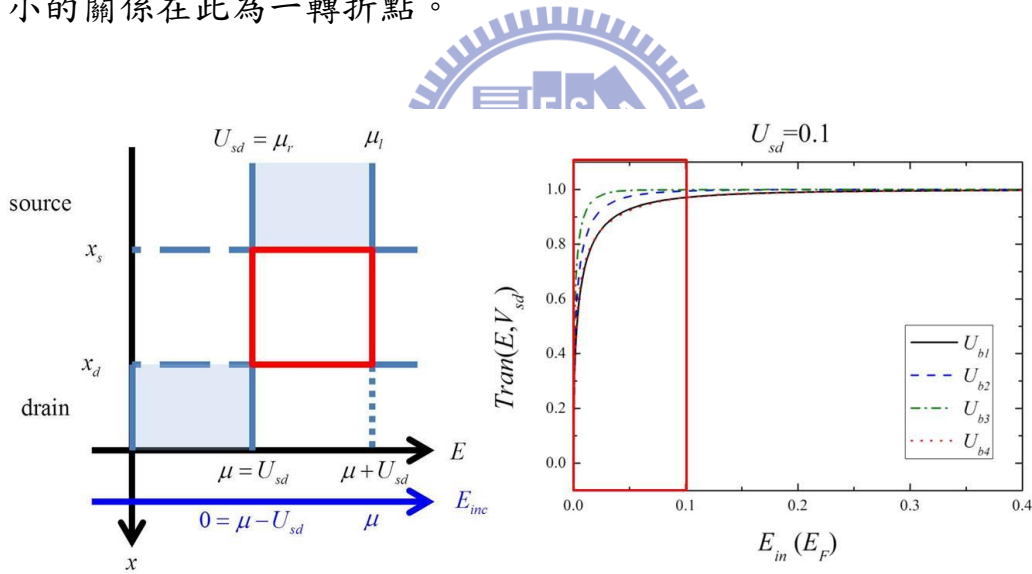 小的關係在此為一轉折點。
ES
U_sd = μ_r
μ_l
source
x_s
x_d
drain
E
μ = U_sd
μ + U_sd
E_inc
0 = μ − U_sd
μ
x
U_sd=0.1
Tran(E,V_sd)
1.0
0.8
0.6
0.4
0.2
0.0
U_b1
U_b2
U_b3
U_b4
0.0
0.1
0.2
0.3
0.4
E_in (E_F)